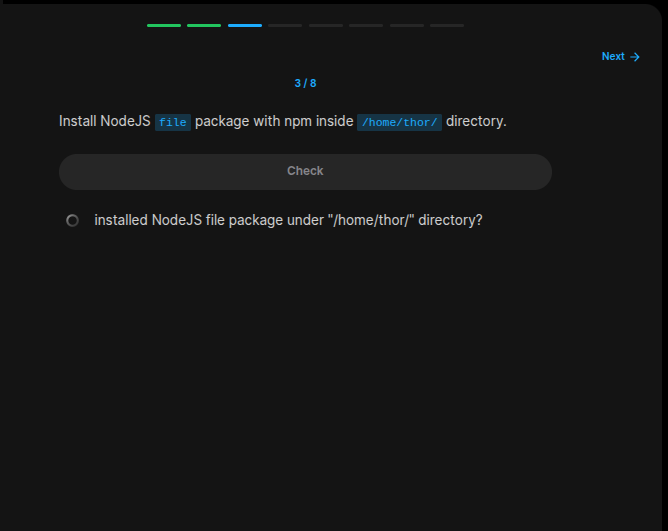 Next →
3 / 8
Install NodeJS file package with npm inside /home/thor/ directory.
Check
installed NodeJS file package under "/home/thor/" directory?